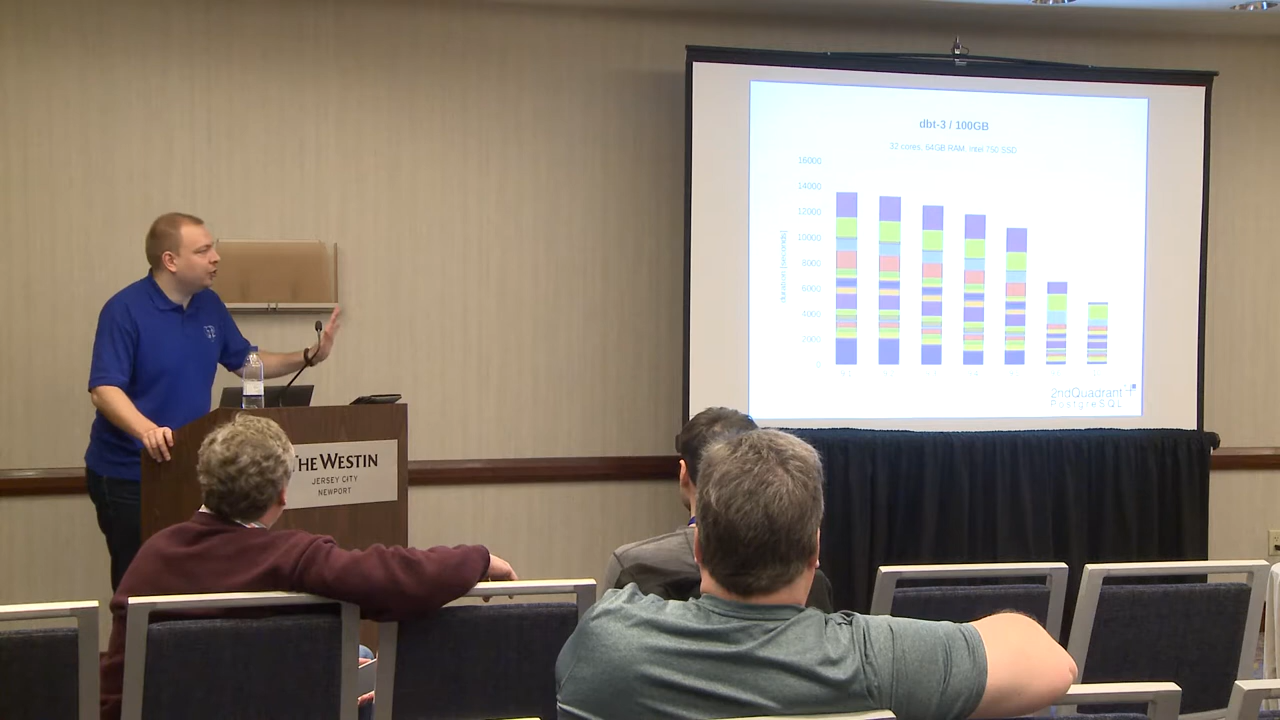 dbt-3 / 100GB
32 cores, 64GB RAM, Intel 750 SSD
16000
14000
12000
10000
8000
6000
4000
2000
0
duration [seconds]
2ndQuadrant
PostgreSQL
THE WESTIN
JERSEY CITY
NEWPORT